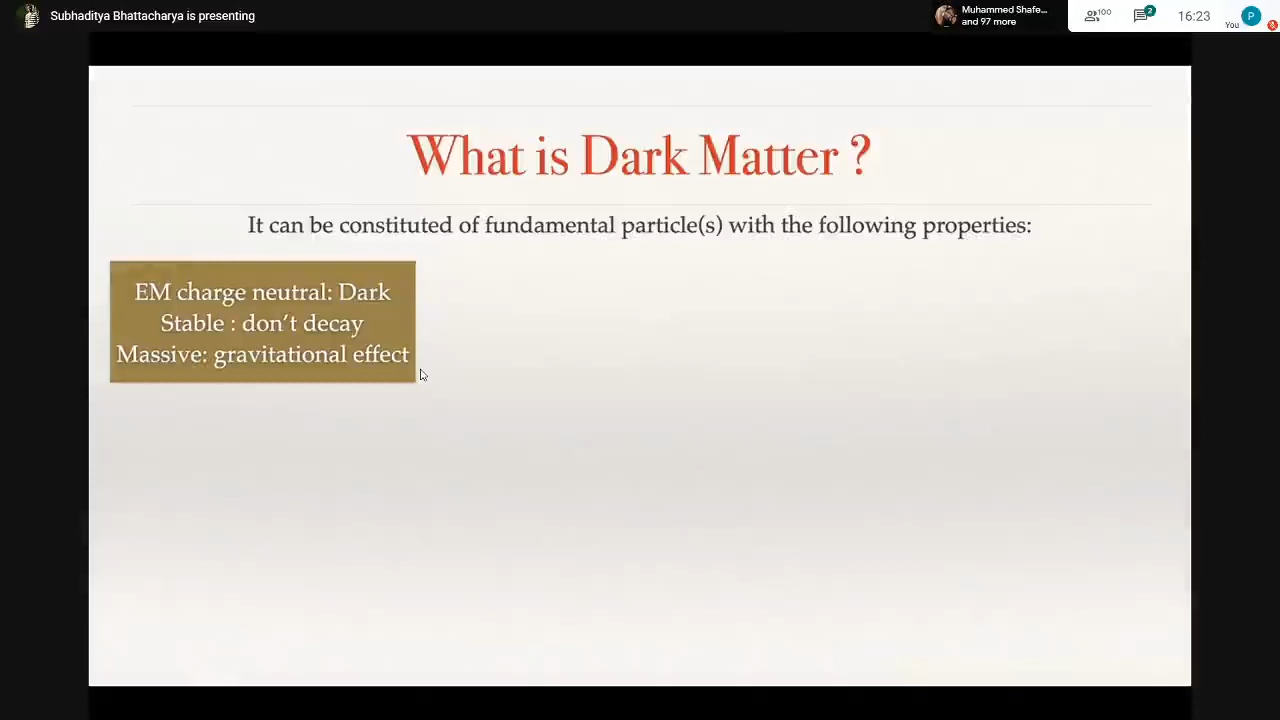 Subhaditya Bhattacharya is presenting
Muhammed Shafe...
and 97 more
100
2
16:23
You
P
What is Dark Matter ?
It can be constituted of fundamental particle(s) with the following properties:
EM charge neutral: Dark
Stable : don't decay
Massive: gravitational effect